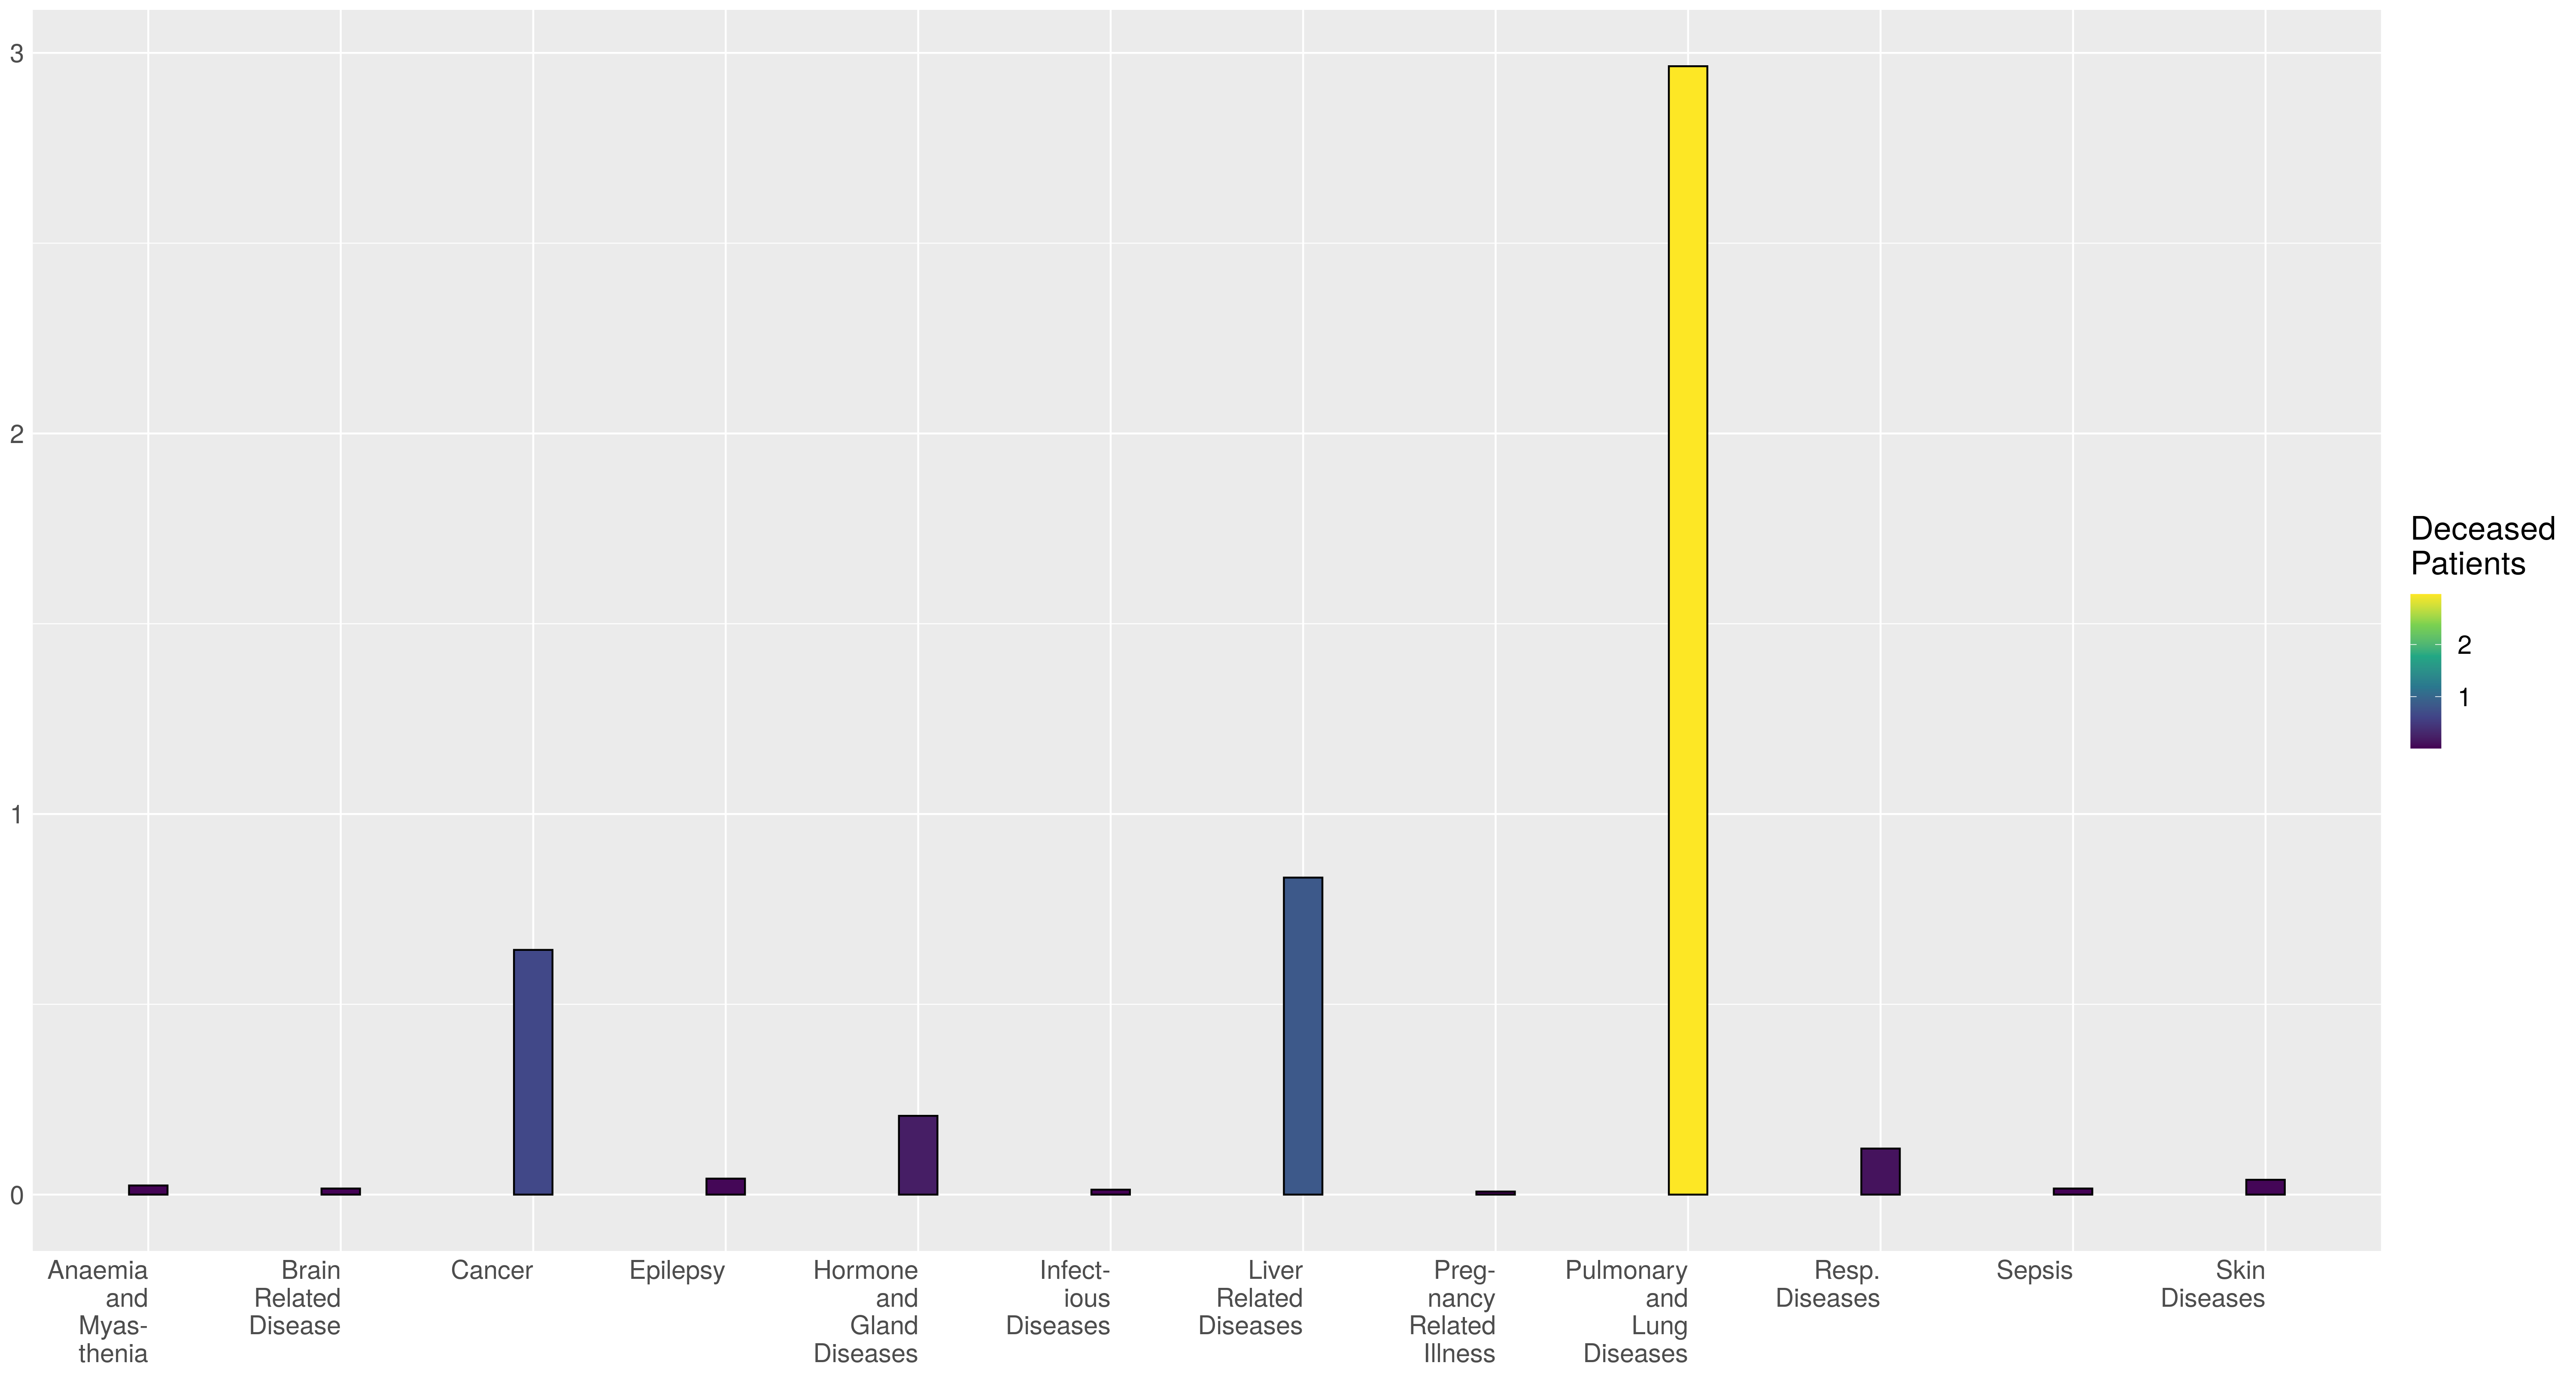 3
2
1
0
Anaemia
and
Myas-
thenia
Brain
Related
Disease
Cancer
Epilepsy
Hormone
and
Gland
Diseases
Infect-
ious
Diseases
Liver
Related
Diseases
Preg-
nancy
Related
Illness
Pulmonary
and
Lung
Diseases
Resp.
Diseases
Sepsis
Skin
Diseases
Deceased
Patients
2
1